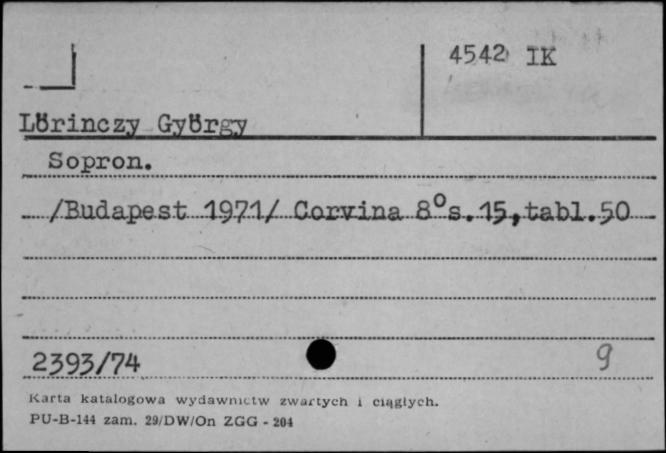 4542 IK
Lörinczy György
Sopron.
/Budapest 1971/ Corvina 8°s.15,tabl.50
2393/74
9
Karta katalogowa wydawnictw zwartych i ciągłych.
PU-B-144 zam. 29/DW/On ZGG - 204